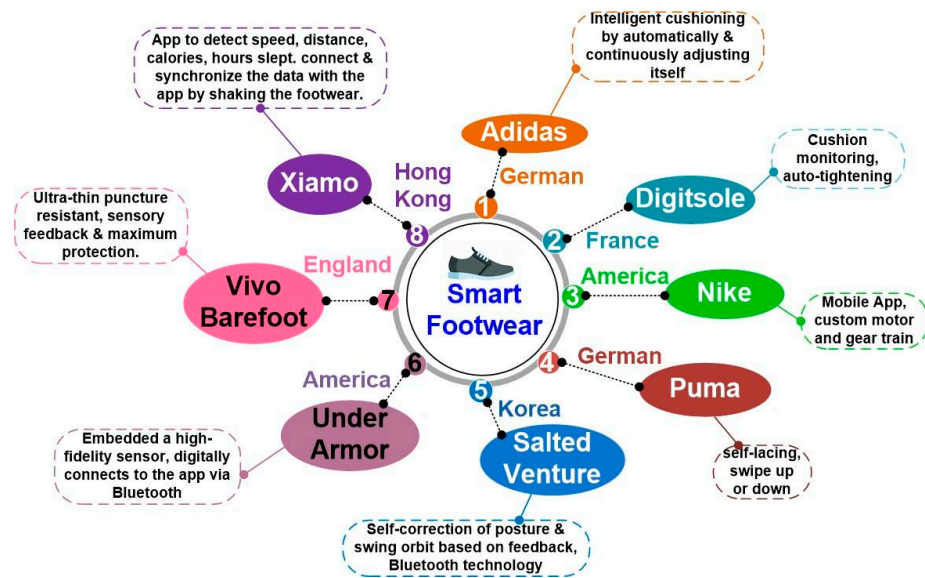 Smart
Footwear
1
German
Adidas
Intelligent cushioning
by automatically &
continuously adjusting
itself
2
France
Digitsole
Cushion
monitoring,
auto-tightening
3
America
Nike
Mobile App,
custom motor
and gear train
4
German
Puma
self-lacing,
swipe up
or down
5
Korea
Salted
Venture
Self-correction of posture &
swing orbit based on feedback,
Bluetooth technology
6
America
Under
Armor
Embedded a high-
fidelity sensor, digitally
connects to the app via
Bluetooth
7
England
Vivo
Barefoot
Ultra-thin puncture
resistant, sensory
feedback & maximum
protection.
8
Hong
Kong
Xiamo
App to detect speed, distance,
calories, hours slept. connect &
synchronize the data with the
app by shaking the footwear.